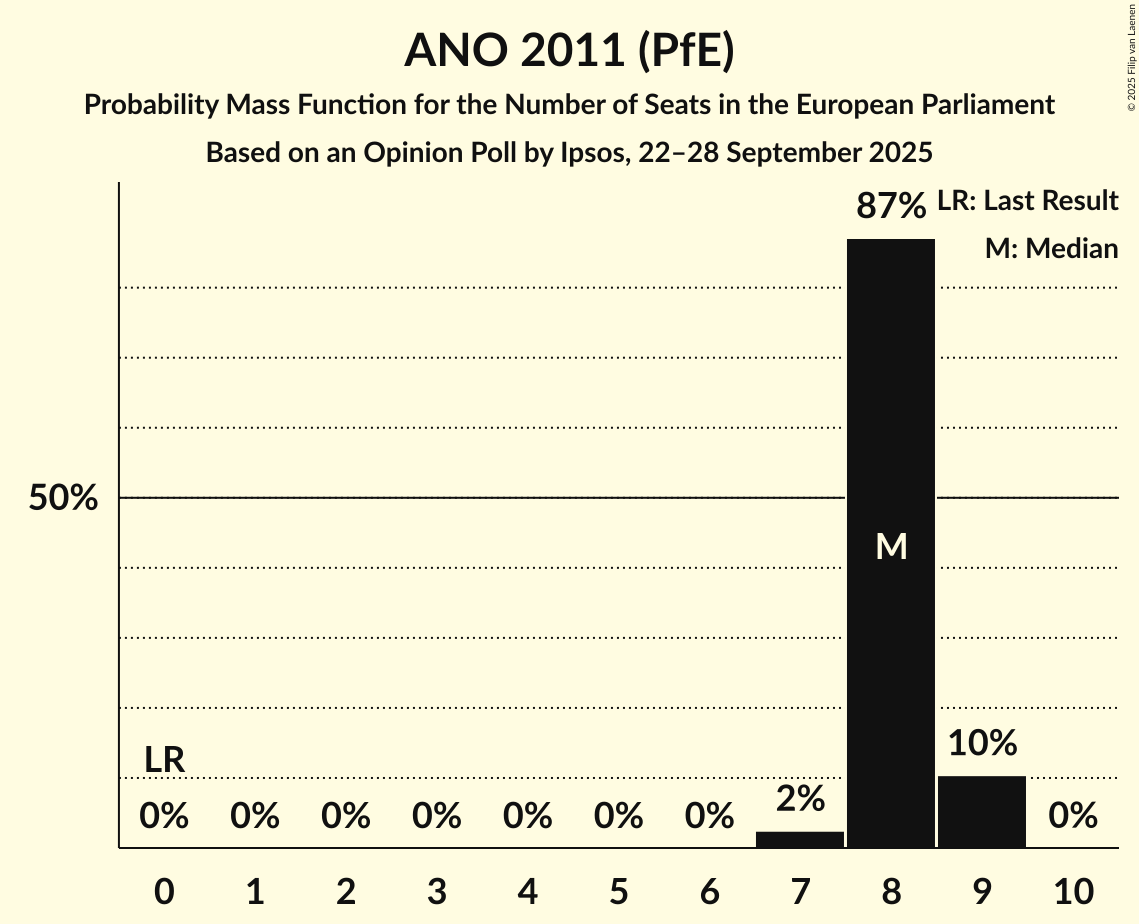 ANO 2011 (PfE)
Probability Mass Function for the Number of Seats in the European Parliament
Based on an Opinion Poll by Ipsos, 22–28 September 2025
© 2025 Filip van Laenen
87%
LR: Last Result
M: Median
50%
M
LR
10%
2%
0% 0% 0% 0% 0% 0% 0% 0%
0 1 2 3 4 5 6 7 8 9 10